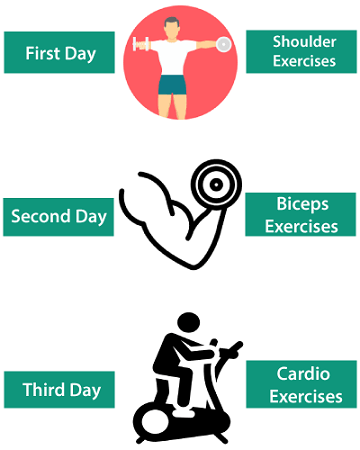 First Day
Shoulder
Exercises
Second Day
Biceps
Exercises
Third Day
Cardio
Exercises